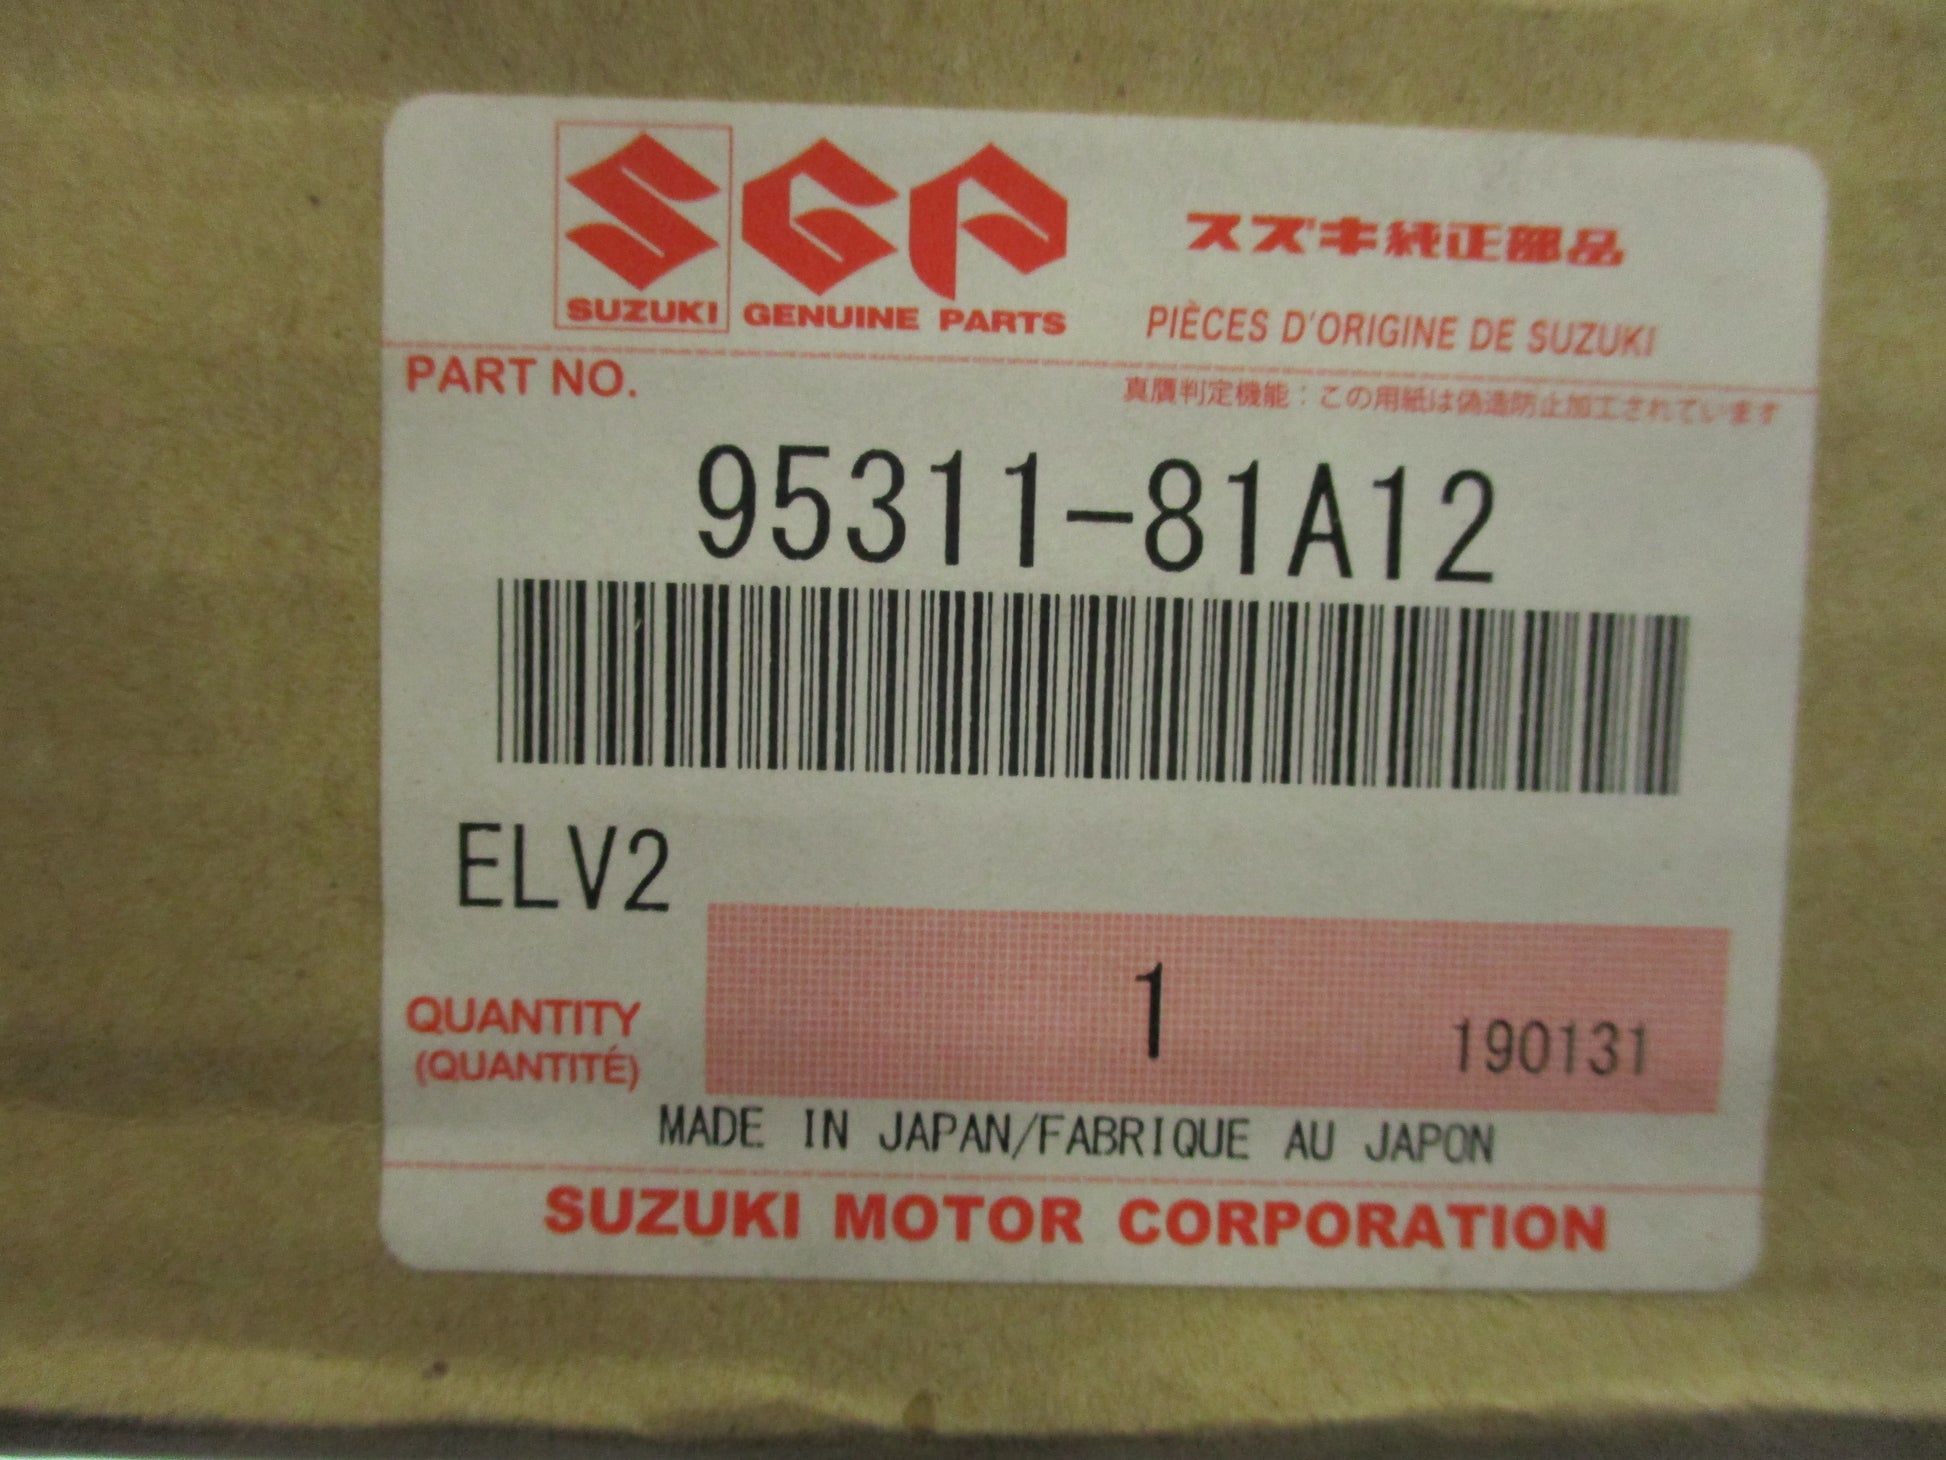 SGP
SUZUKI GENUINE PARTS
スズキ純正部品
PIÈCES D'ORIGINE DE SUZUKI
PART NO.
真贋判定機能：この用紙は偽造防止加工されています
95311-81A12
ELV2
QUANTITY
(QUANTITÉ)
1
190131
MADE IN JAPAN/FABRIQUE AU JAPON
SUZUKI MOTOR CORPORATION